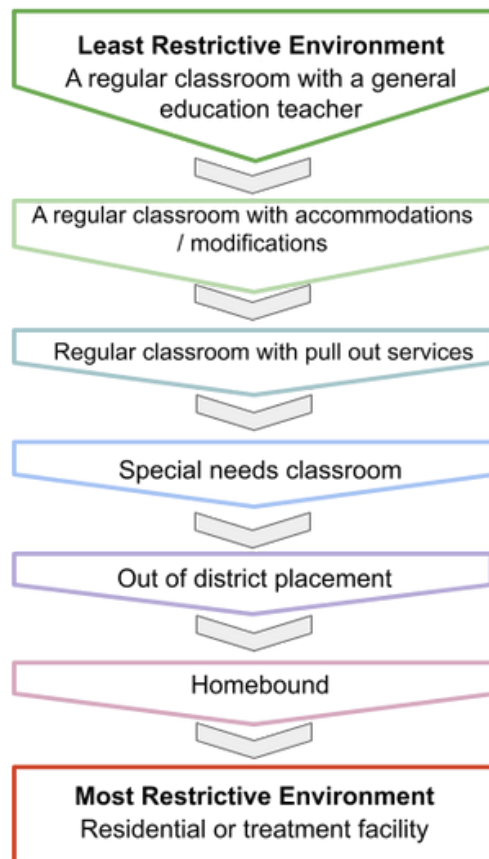 Least Restrictive Environment
A regular classroom with a general
education teacher
A regular classroom with accommodations
/ modifications
Regular classroom with pull out services
Special needs classroom
Out of district placement
Homebound
Most Restrictive Environment
Residential or treatment facility